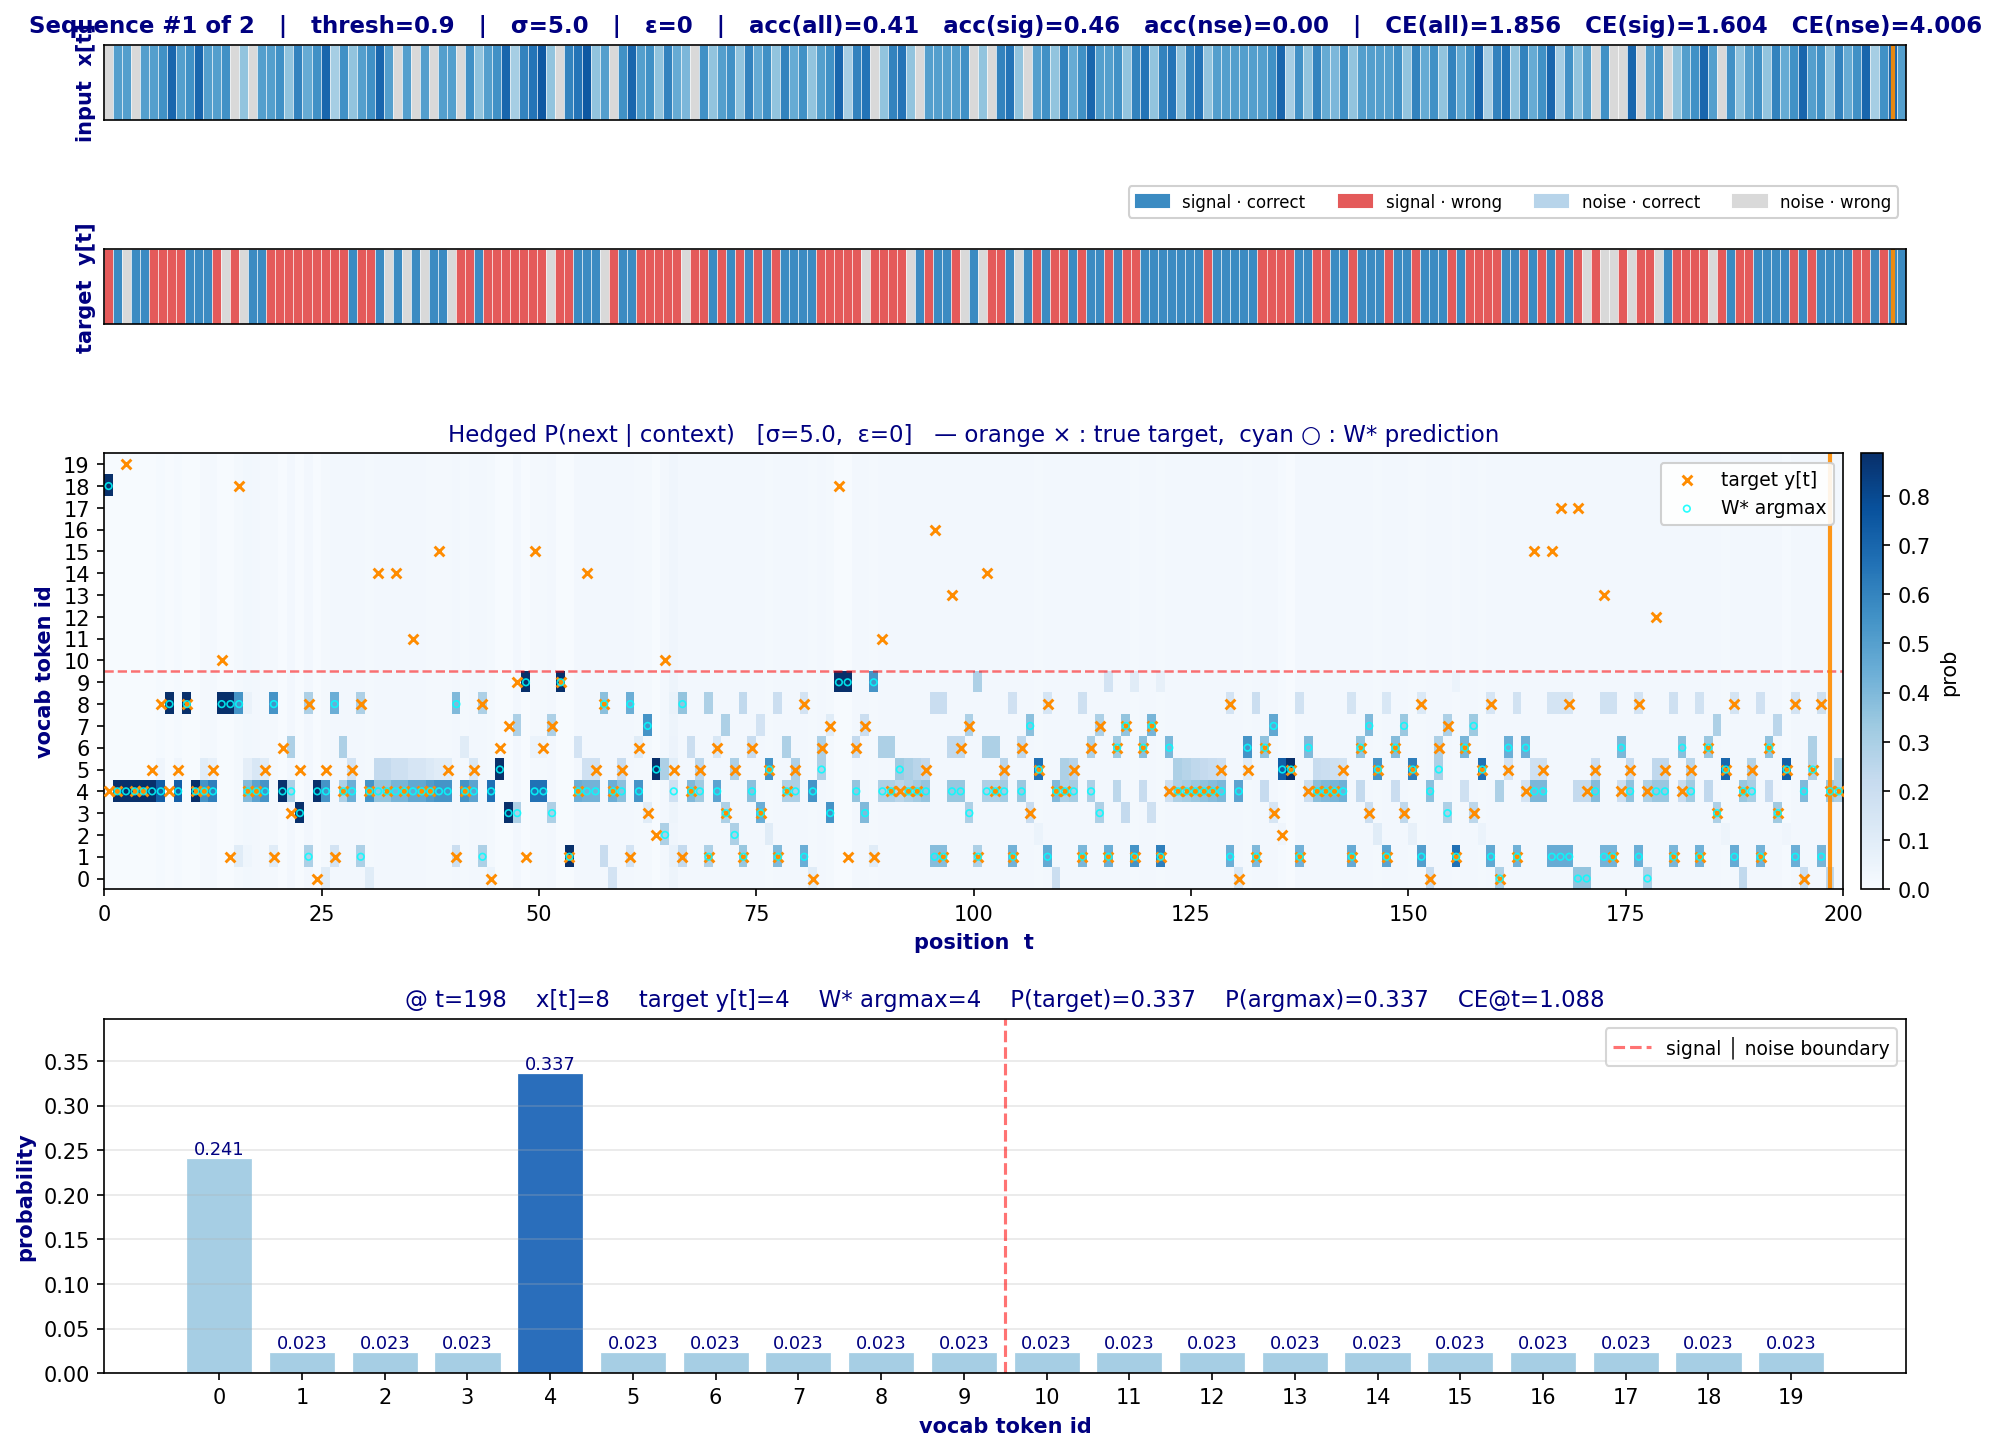 Sequence #1 of 2 | thresh=0.9 | σ=5.0 | ε=0 | acc(all)=0.41 acc(sig)=0.46 acc(nse)=0.00 | CE(all)=1.856 CE(sig)=1.604 CE(nse)=4.006
input x[t]
signal · correct signal · wrong noise · correct noise · wrong
target y[t]
Hedged P(next | context) [σ=5.0, ε=0] — orange × : true target, cyan ○ : W* prediction
target y[t]
W* argmax
19
18
17
16
15
14
13
12
11
10
9
8
7
6
5
4
3
2
1
0
vocab token id
0 25 50 75 100 125 150 175 200
position t
0.8
0.7
0.6
0.5
0.4
0.3
0.2
0.1
0.0
prob
@ t=198 x[t]=8 target y[t]=4 W* argmax=4 P(target)=0.337 P(argmax)=0.337 CE@t=1.088
signal | noise boundary
0.35
0.30
0.25
0.20
0.15
0.10
0.05
0.00
probability
0.241 0.023 0.023 0.023 0.337 0.023 0.023 0.023 0.023 0.023 0.023 0.023 0.023 0.023 0.023 0.023 0.023 0.023 0.023 0.023
0 1 2 3 4 5 6 7 8 9 10 11 12 13 14 15 16 17 18 19
vocab token id